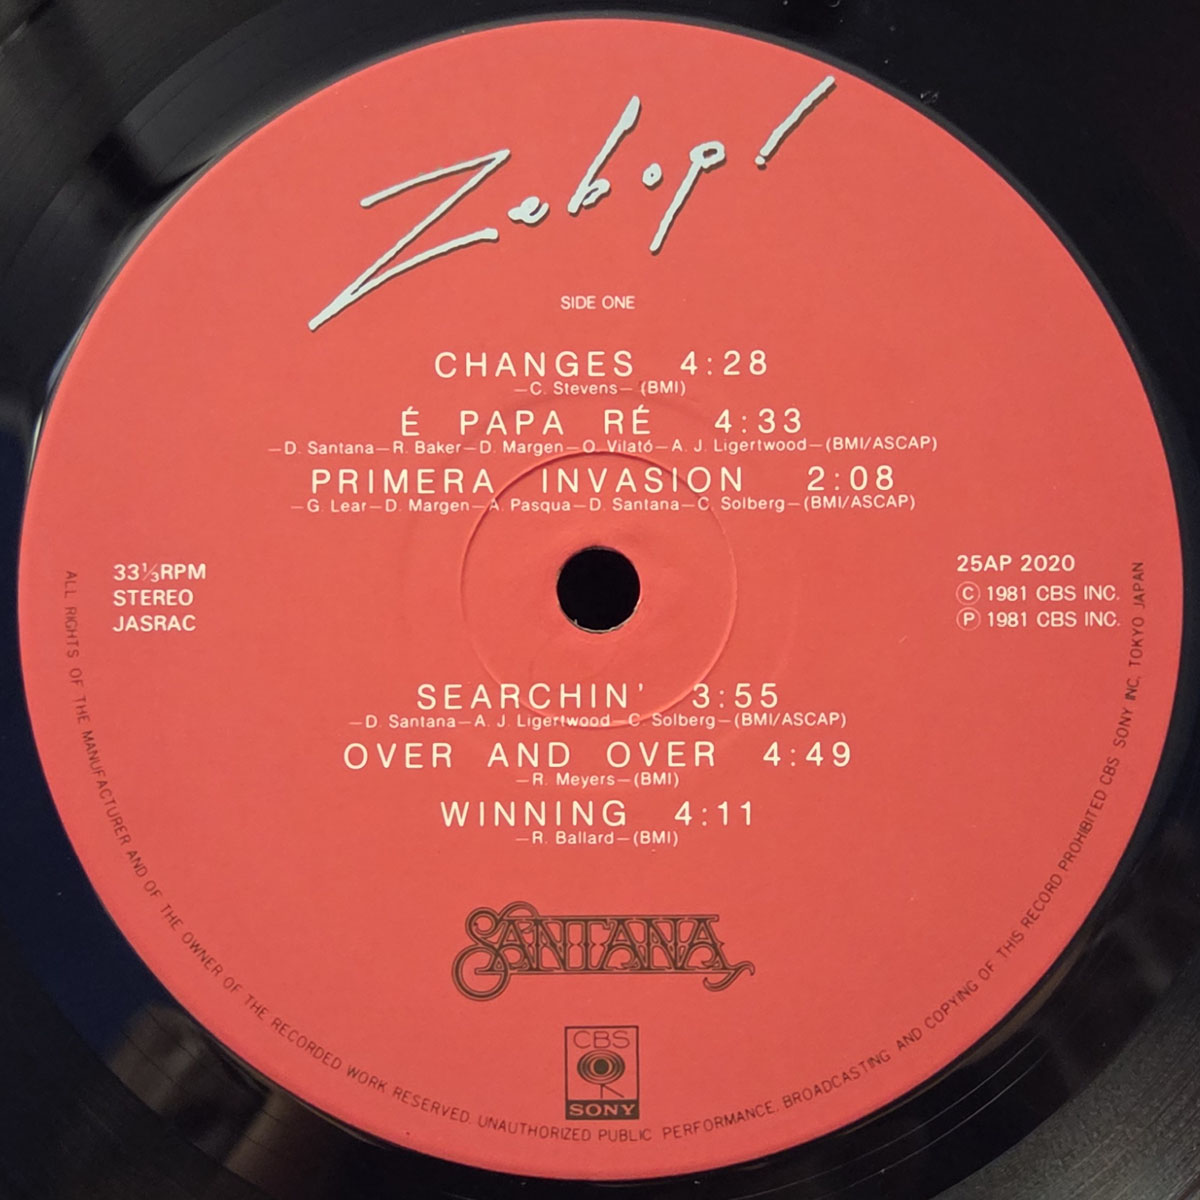 Zebop!
SIDE ONE
CHANGES 4:28
—C. Stevens— (BMI)
É PAPA RÉ 4:33
—D. Santana—R. Baker—D. Margen—O. Vilató—A. J. Ligertwood—(BMI/ASCAP)
PRIMERA INVASION 2:08
—G. Lear—D. Margen—A. Pasqua—D. Santana—C. Solberg—(BMI/ASCAP)
33⅓RPM
STEREO
JASRAC
25AP 2020
Ⓒ 1981 CBS INC.
Ⓟ 1981 CBS INC.
SEARCHIN' 3:55
—D. Santana—A. J. Ligertwood—C. Solberg—(BMI/ASCAP)
OVER AND OVER 4:49
—R. Meyers—(BMI)
WINNING 4:11
—R. Ballard—(BMI)
SANTANA
CBS
SONY
ALL RIGHTS OF THE MANUFACTURER AND OF THE OWNER OF THE RECORDED WORK RESERVED. UNAUTHORIZED PUBLIC PERFORMANCE. BROADCASTING AND COPYING OF THIS RECORD PROHIBITED CBS SONY INC, TOKYO JAPAN